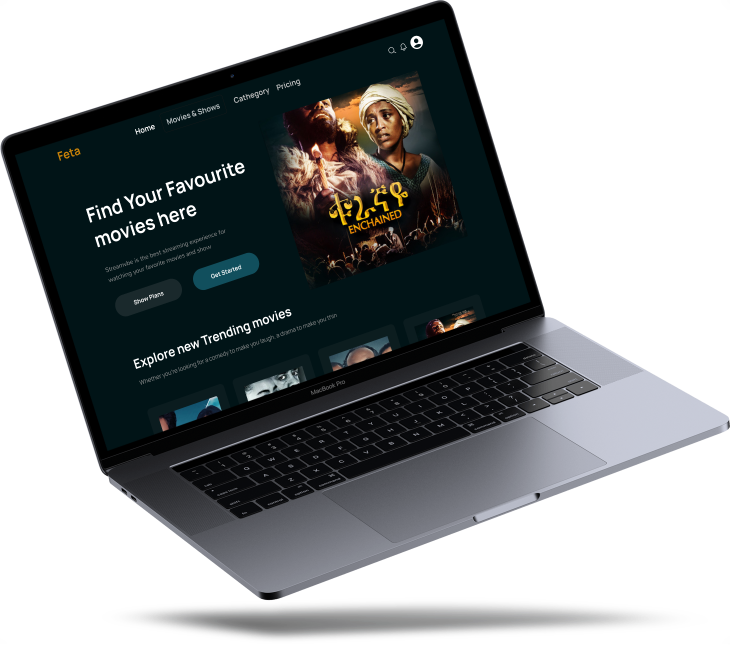 Feta
Home
Movies & Shows
Cathegory
Pricing
Find Your Favourite
movies here
Streamvibe is the best streaming experience for
watching your favorite movies and show
Show Plans
Get Started
ተራኛዬ
ENCHAINED
Explore new Trending movies
Whether you're looking for a comedy to make you laugh, a drama to make you thin
MacBook Pro